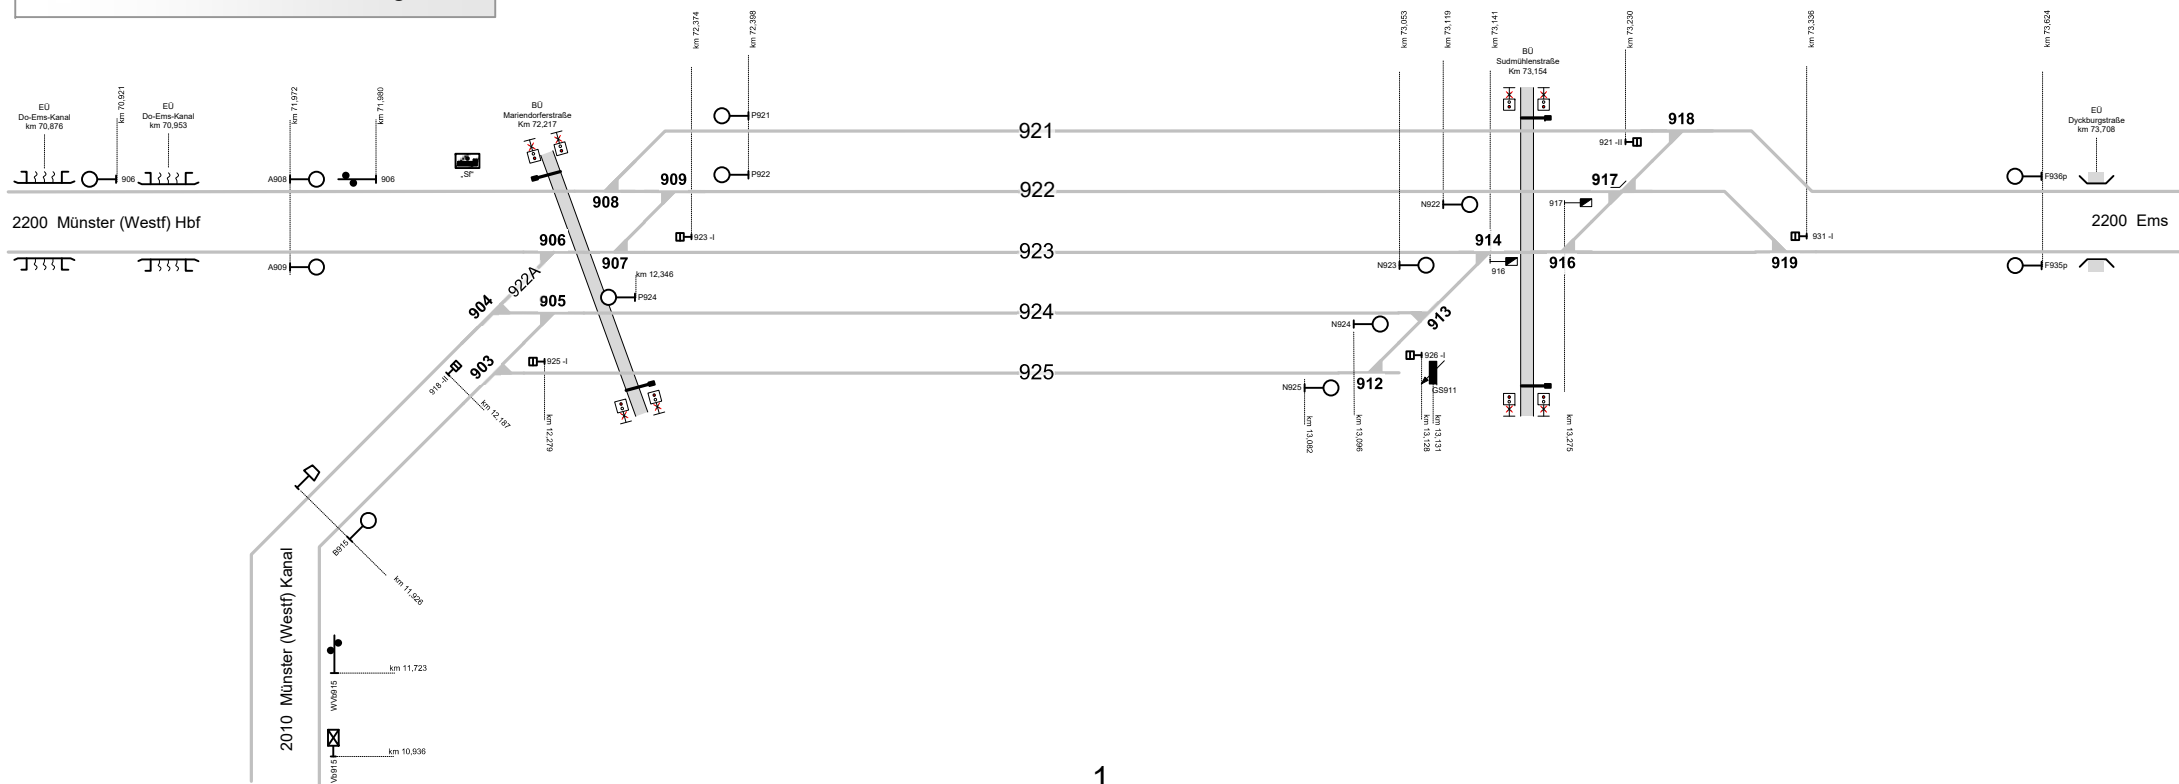 km 72,374
km 72,398
km 73,053
km 73,119
km 73,141
km 73,230
km 73,336
km 73,624
BÜ
Sudmühlenstraße
Km 73,154
EÜ
Do-Ems-Kanal
km 70,876
km 70,921
EÜ
Do-Ems-Kanal
km 70,953
km 71,972
km 71,980
BÜ
Mariendorferstraße
Km 72,217
EÜ
Dyckburgstraße
km 73,708
P921
921
918
921 -II
906
A908
906
„Sf“
909
P922
917
F936p
908
922
N922
917
2200 Münster (Westf) Hbf
2200 Ems
923 -I
931 -I
906
923
914
A909
907
N923
916
916
919
F935p
km 12,346
922A
904
905
P924
924
N924
913
903
925 -I
926 -I
918 -II
925
N925
912
GS911
km 12,187
km 12,279
km 13,082
km 13,096
km 13,128
km 13,131
km 13,275
B915
km 11,926
2010 Münster (Westf) Kanal
km 11,723
WVb915
km 10,936
Vb915
1